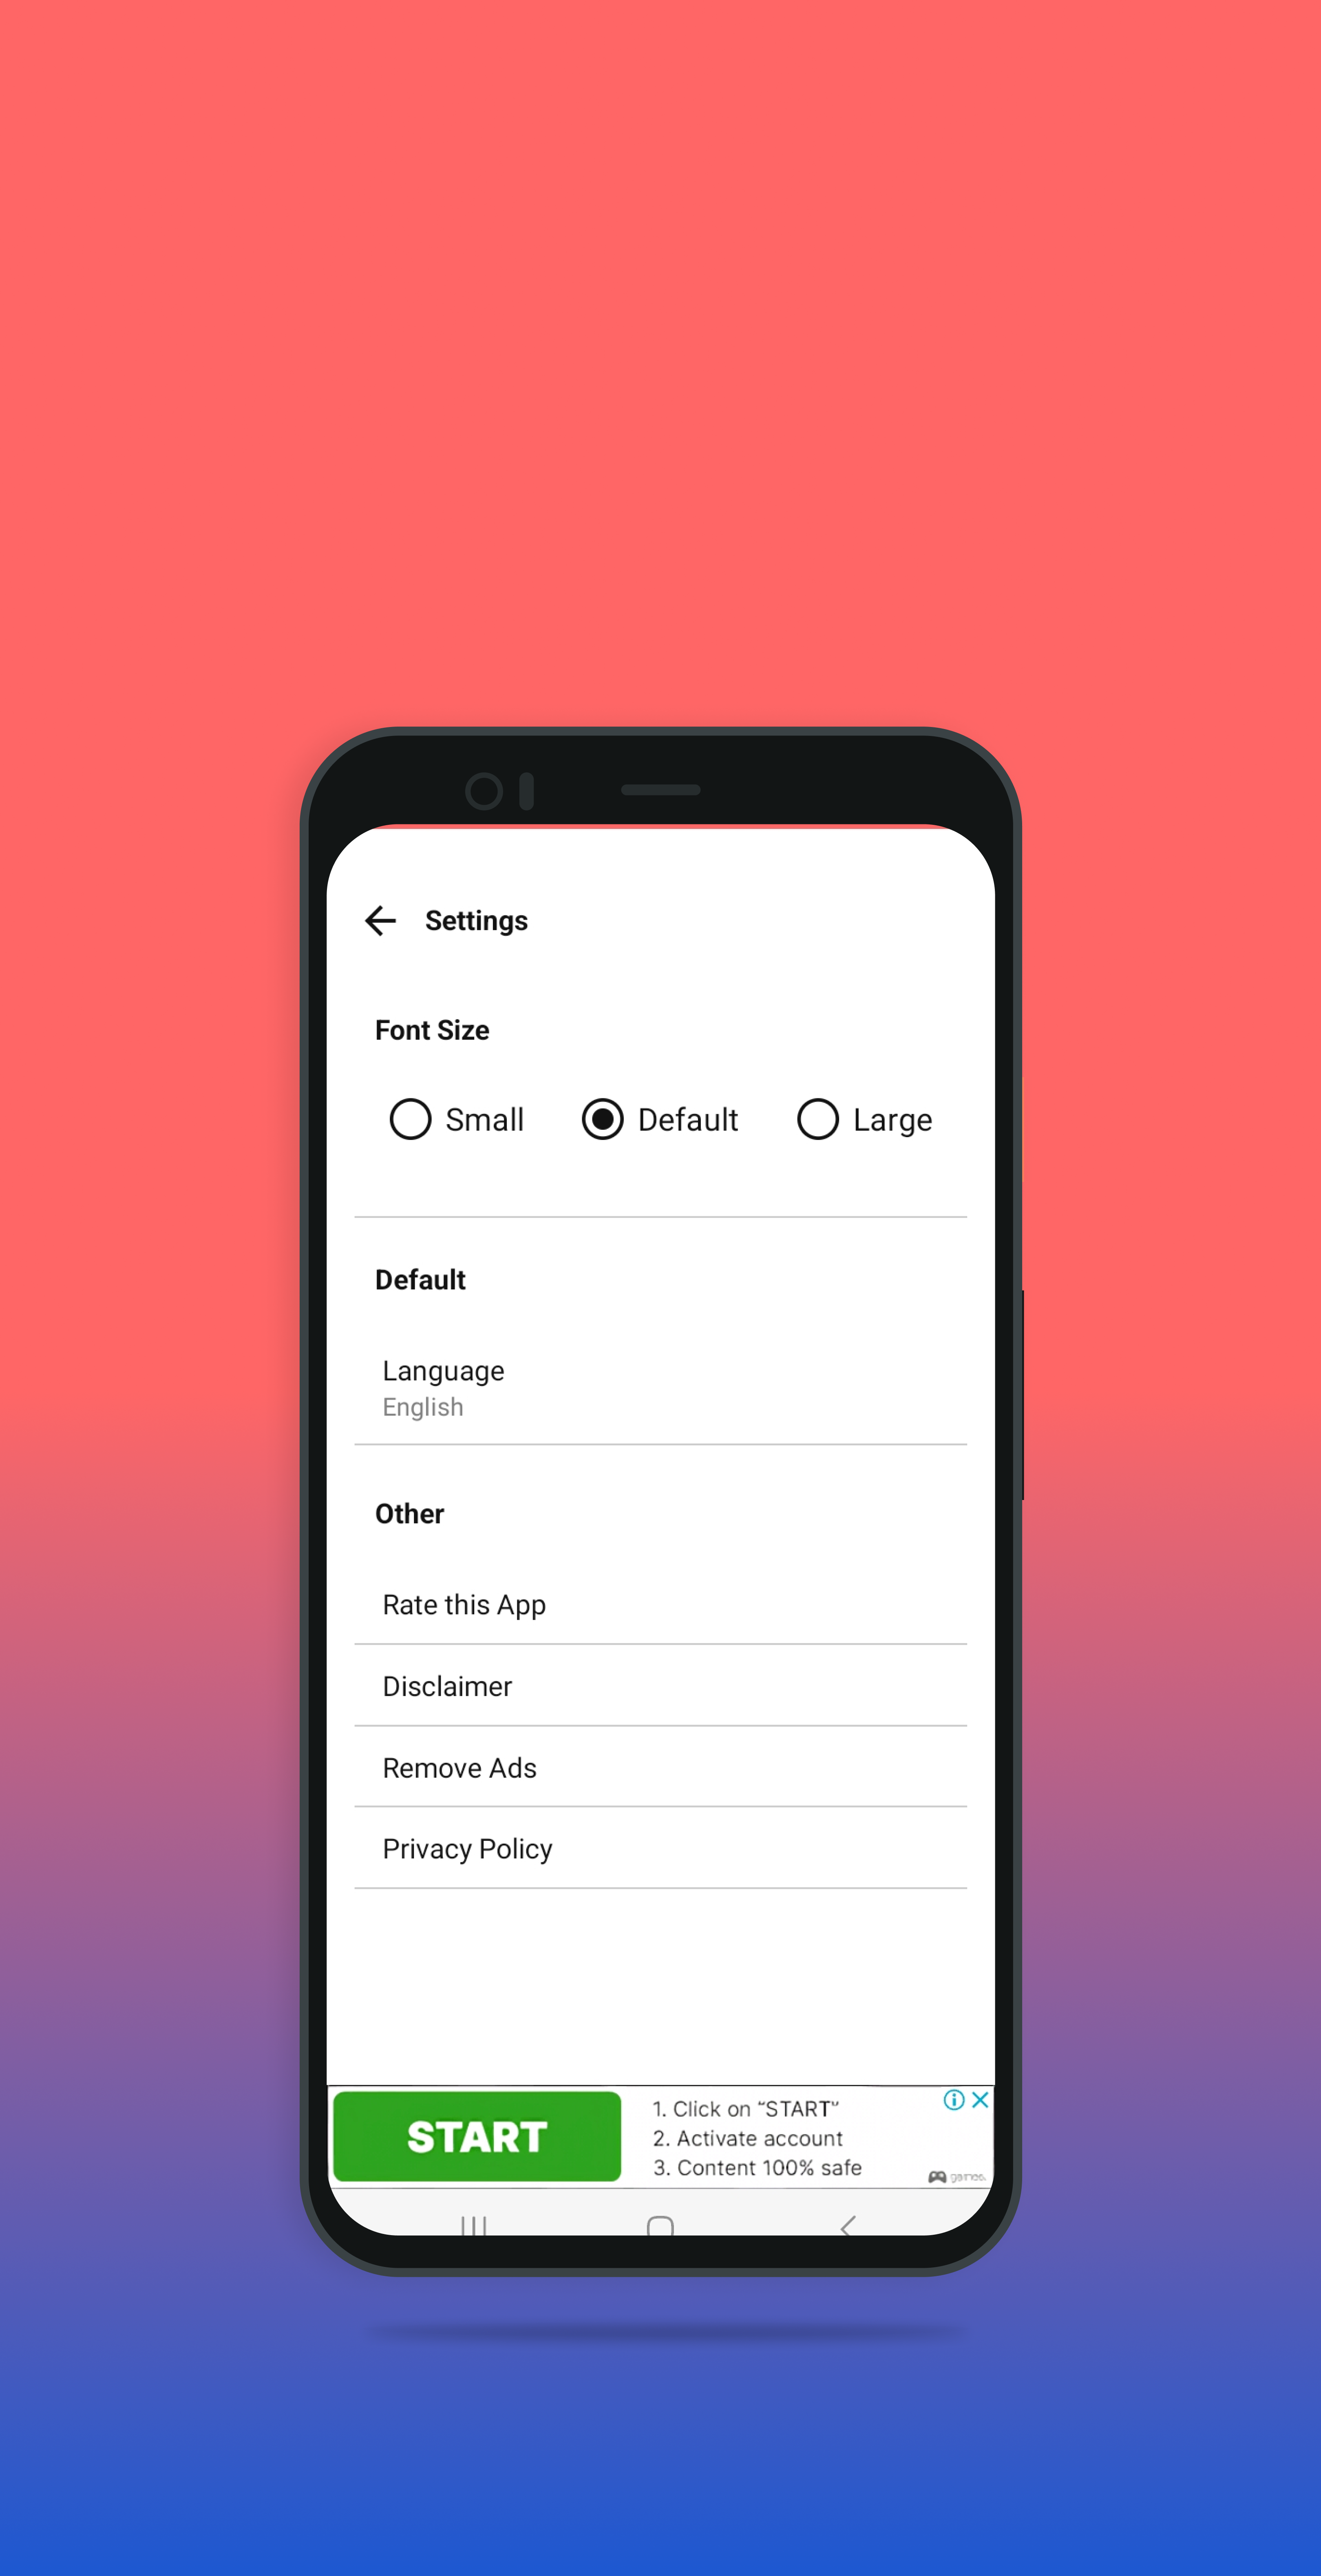 Settings
Font Size
Small Default Large
Default
Language
English
Other
Rate this App
Disclaimer
Remove Ads
Privacy Policy
START
1. Click on “START”
2. Activate account
3. Content 100% safe
games.